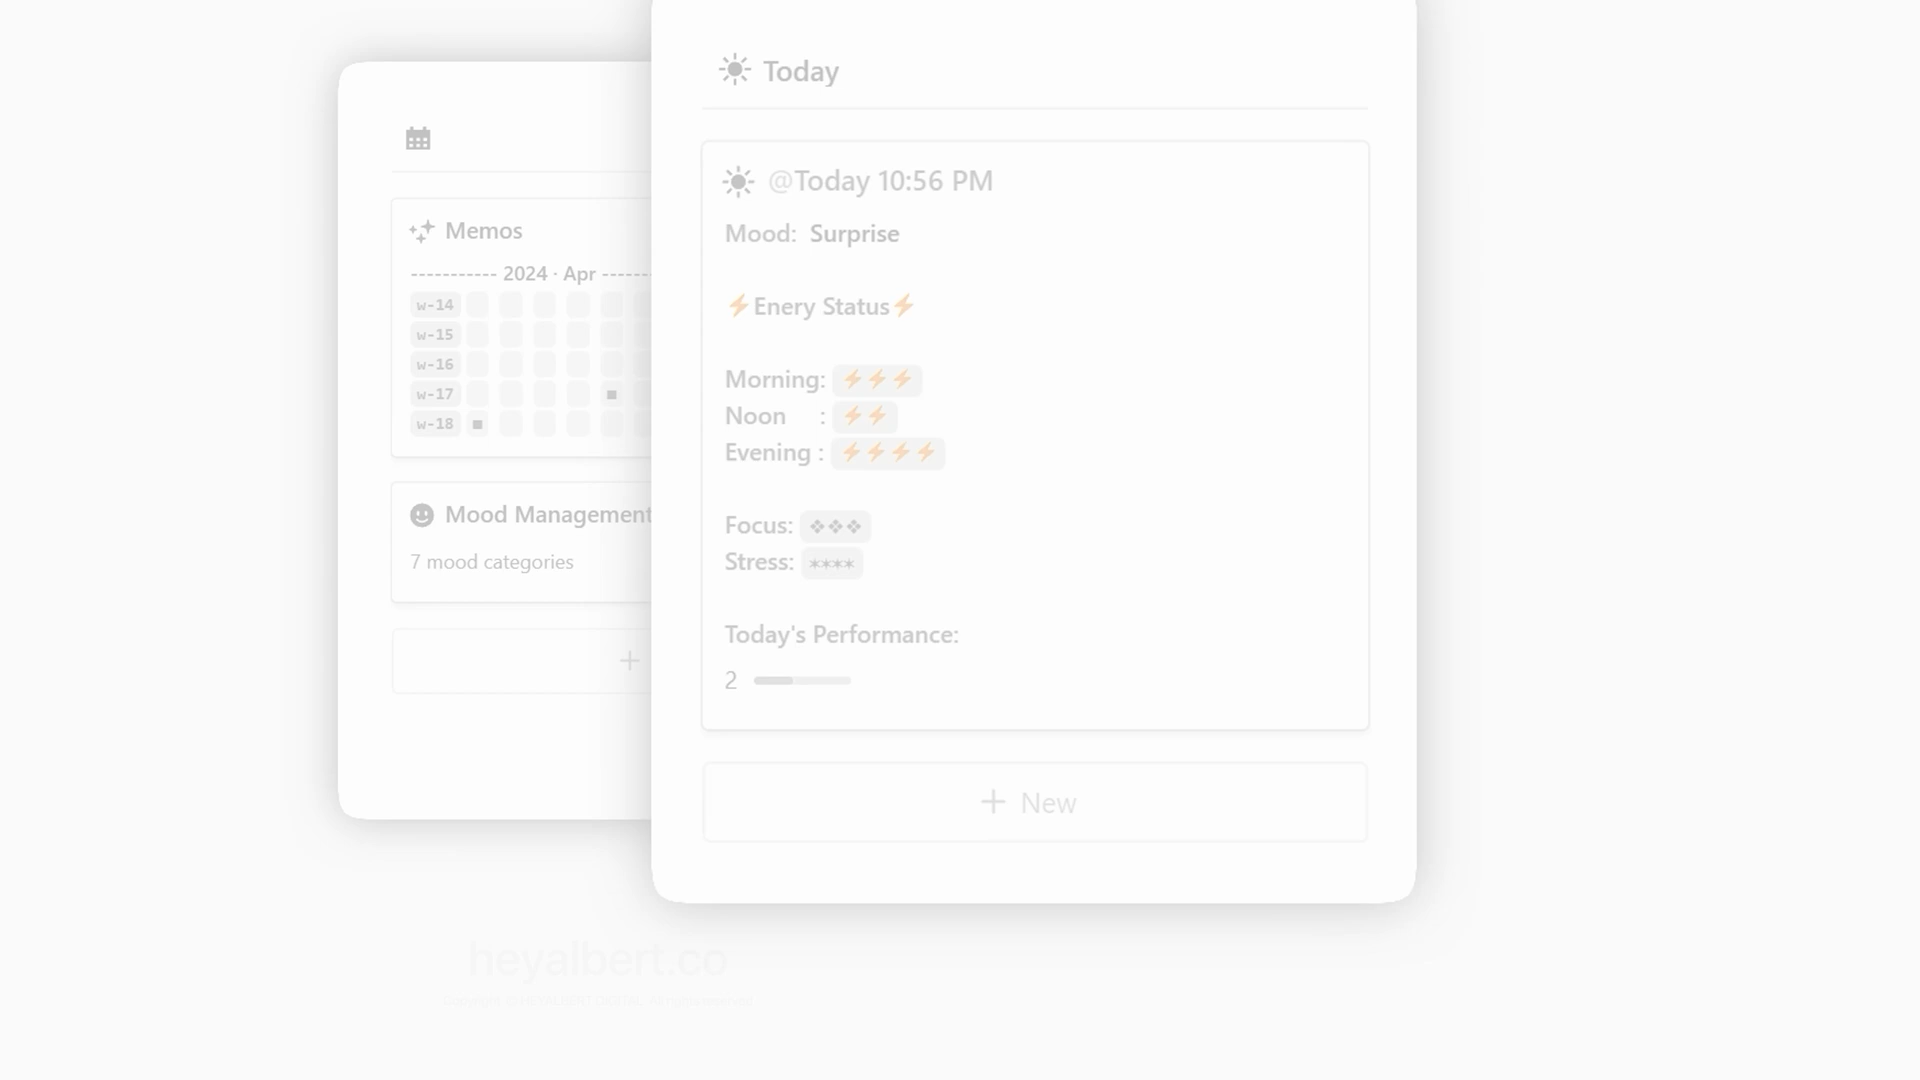 Today
@Today 10:56 PM
Mood: Surprise
⚡Enery Status⚡
Morning: ⚡⚡⚡
Noon : ⚡⚡
Evening : ⚡⚡⚡⚡
Focus: ❖❖❖
Stress: ✶✶✶✶
Today's Performance:
2
+ New
Memos
----------- 2024 · Apr ------
w-14
w-15
w-16
w-17 ■
w-18 ■
Mood Management
7 mood categories
+
heyalbert.co